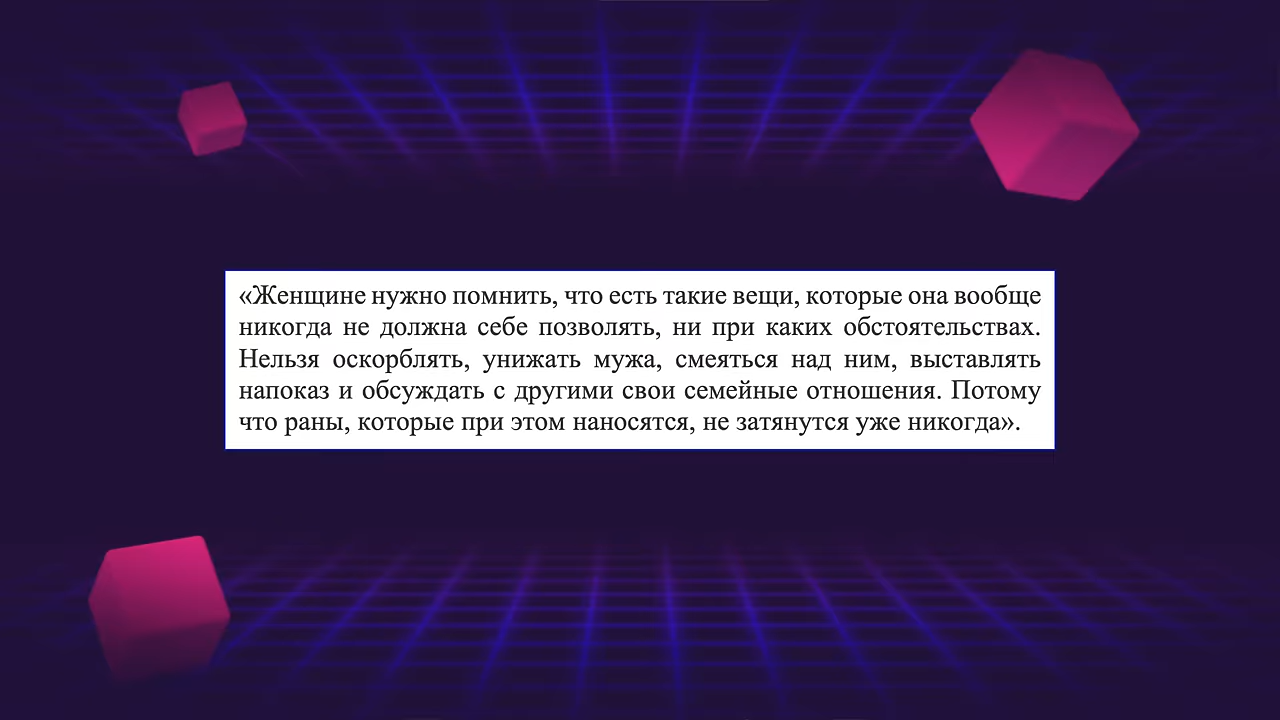 «Женщине нужно помнить, что есть такие вещи, которые она вообще
никогда не должна себе позволять, ни при каких обстоятельствах.
Нельзя оскорблять, унижать мужа, смеяться над ним, выставлять
напоказ и обсуждать с другими свои семейные отношения. Потому
что раны, которые при этом наносятся, не затянутся уже никогда».